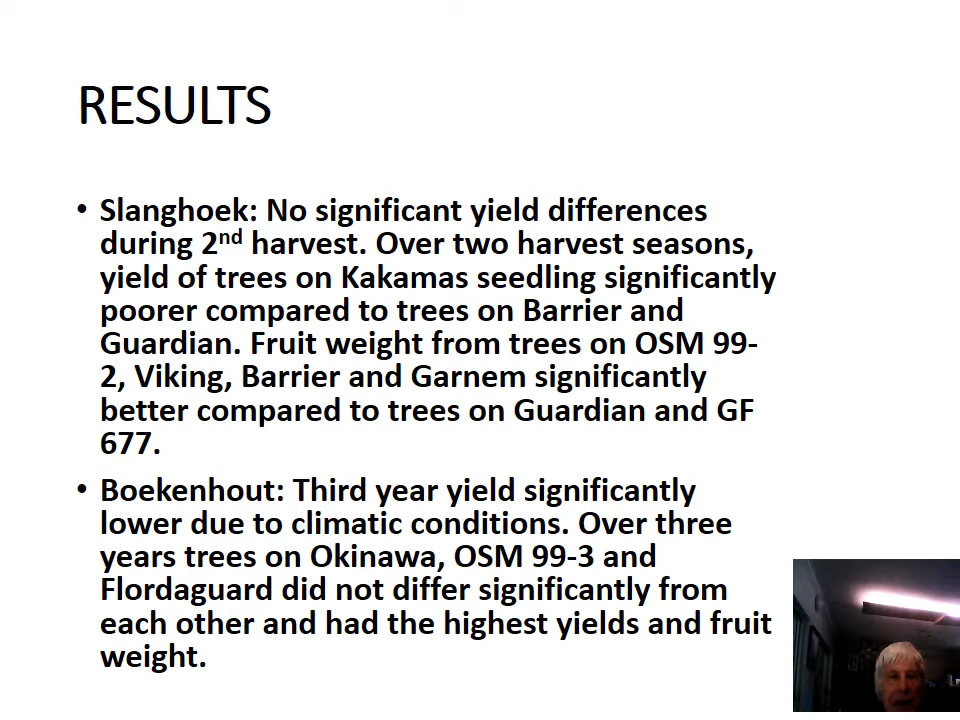 RESULTS
• Slanghoek: No significant yield differences
during 2nd harvest. Over two harvest seasons,
yield of trees on Kakamas seedling significantly
poorer compared to trees on Barrier and
Guardian. Fruit weight from trees on OSM 99-
2, Viking, Barrier and Garnem significantly
better compared to trees on Guardian and GF
677.
• Boekenhout: Third year yield significantly
lower due to climatic conditions. Over three
years trees on Okinawa, OSM 99-3 and
Flordaguard did not differ significantly from
each other and had the highest yields and fruit
weight.